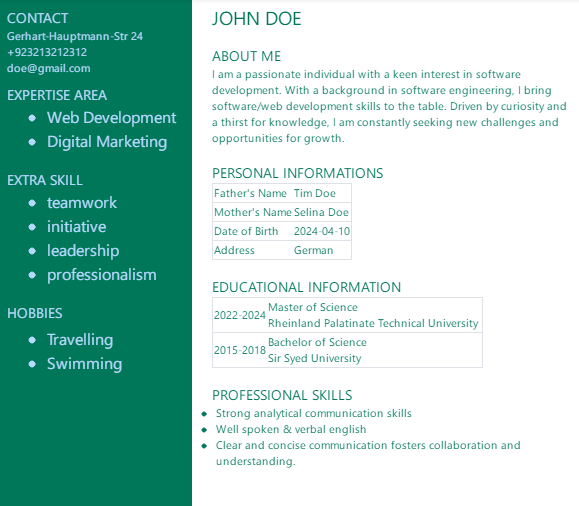 CONTACT
Gerhart-Hauptmann-Str 24
+923213212312
doe@gmail.com
EXPERTISE AREA
Web Development
Digital Marketing
EXTRA SKILL
teamwork
initiative
leadership
professionalism
HOBBIES
Travelling
Swimming
JOHN DOE
ABOUT ME
I am a passionate individual with a keen interest in software
development. With a background in software engineering, I bring
software/web development skills to the table. Driven by curiosity and
a thirst for knowledge, I am constantly seeking new challenges and
opportunities for growth.
PERSONAL INFORMATIONS
Father's Name Tim Doe
Mother's Name Selina Doe
Date of Birth 2024-04-10
Address German
EDUCATIONAL INFORMATION
2022-2024 Master of Science
Rheinland Palatinate Technical University
2015-2018 Bachelor of Science
Sir Syed University
PROFESSIONAL SKILLS
Strong analytical communication skills
Well spoken & verbal english
Clear and concise communication fosters collaboration and
understanding.